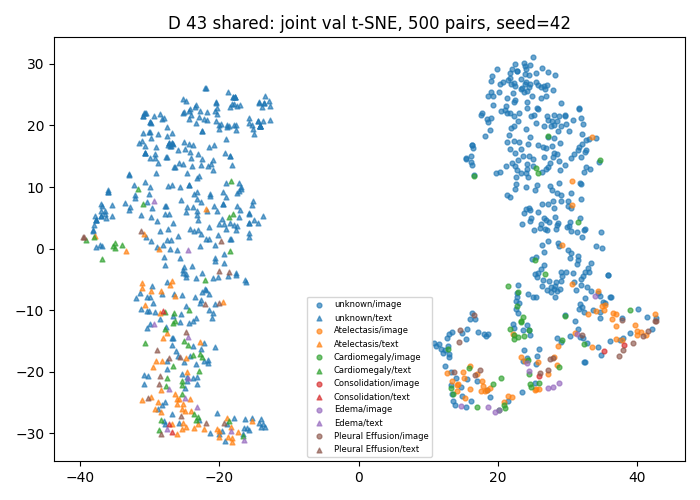 D 43 shared: joint val t-SNE, 500 pairs, seed=42
30
20
10
0
−10
−20
−30
−40
−20
0
20
40
unknown/image
unknown/text
Atelectasis/image
Atelectasis/text
Cardiomegaly/image
Cardiomegaly/text
Consolidation/image
Consolidation/text
Edema/image
Edema/text
Pleural Effusion/image
Pleural Effusion/text